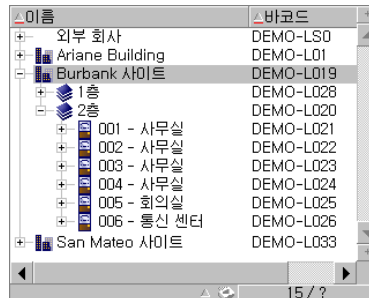 이름 바코드
외부 회사 DEMO-LS0
Ariane Building DEMO-L01
Burbank 사이트 DEMO-L019
1층 DEMO-L028
2층 DEMO-L020
001 - 사무실 DEMO-L021
002 - 사무실 DEMO-L022
003 - 사무실 DEMO-L023
004 - 사무실 DEMO-L024
005 - 회의실 DEMO-L025
006 - 통신 센터 DEMO-L026
San Mateo 사이트 DEMO-L033
15/?